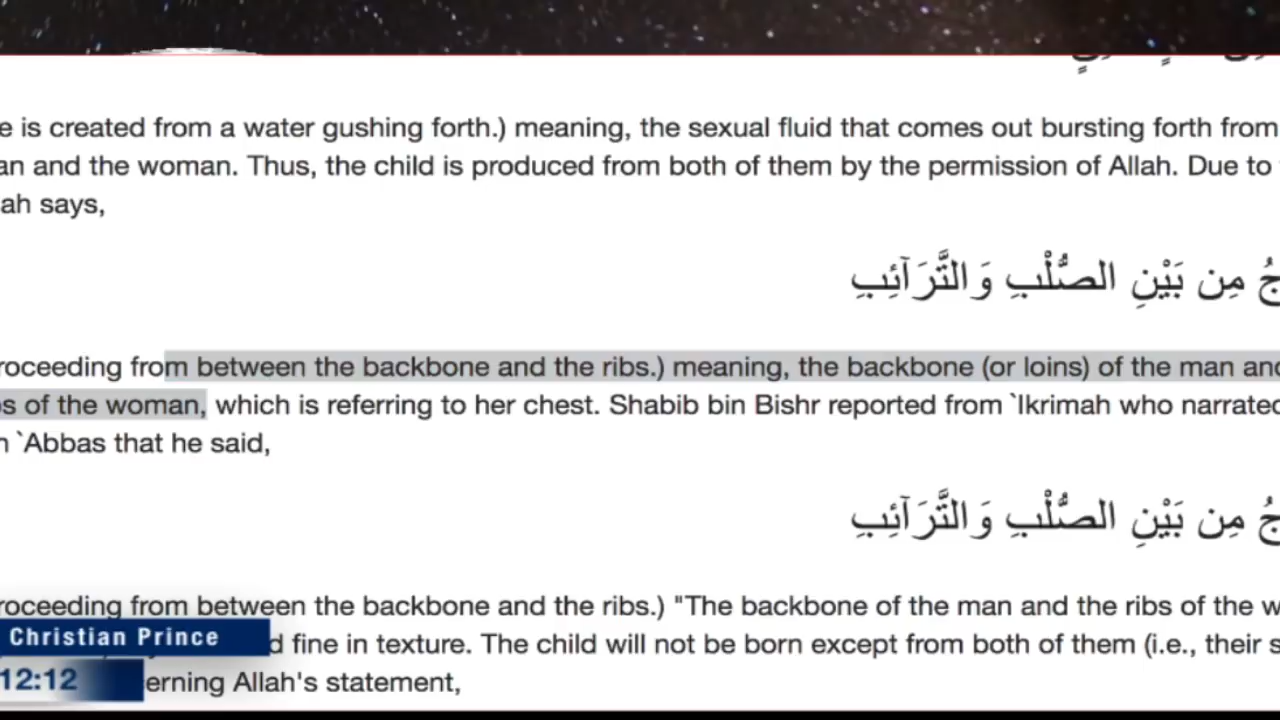 e is created from a water gushing forth.) meaning, the sexual fluid that comes out bursting forth from
an and the woman. Thus, the child is produced from both of them by the permission of Allah. Due to
ah says,
جُ مِن بَيْنِ الصُّلْبِ وَالتَّرَآئِبِ
roceeding from between the backbone and the ribs.) meaning, the backbone (or loins) of the man and
s of the woman, which is referring to her chest. Shabib bin Bishr reported from `Ikrimah who narrated
`Abbas that he said,
جُ مِن بَيْنِ الصُّلْبِ وَالتَّرَآئِبِ
roceeding from between the backbone and the ribs.) "The backbone of the man and the ribs of the w
Christian Prince
d fine in texture. The child will not be born except from both of them (i.e., their s
12:12
erning Allah's statement,